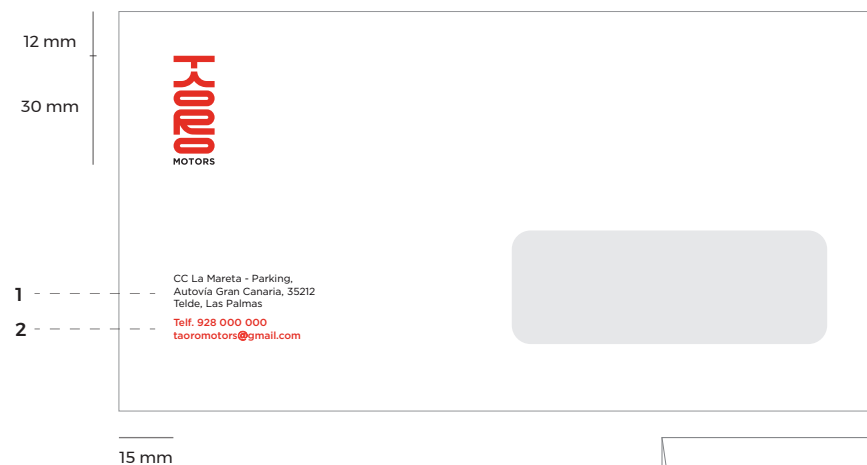 12 mm
30 mm
TAORO
MOTORS
1
CC La Mareta - Parking,
Autovía Gran Canaria, 35212
Telde, Las Palmas
2
Telf. 928 000 000
taoromotors@gmail.com
15 mm